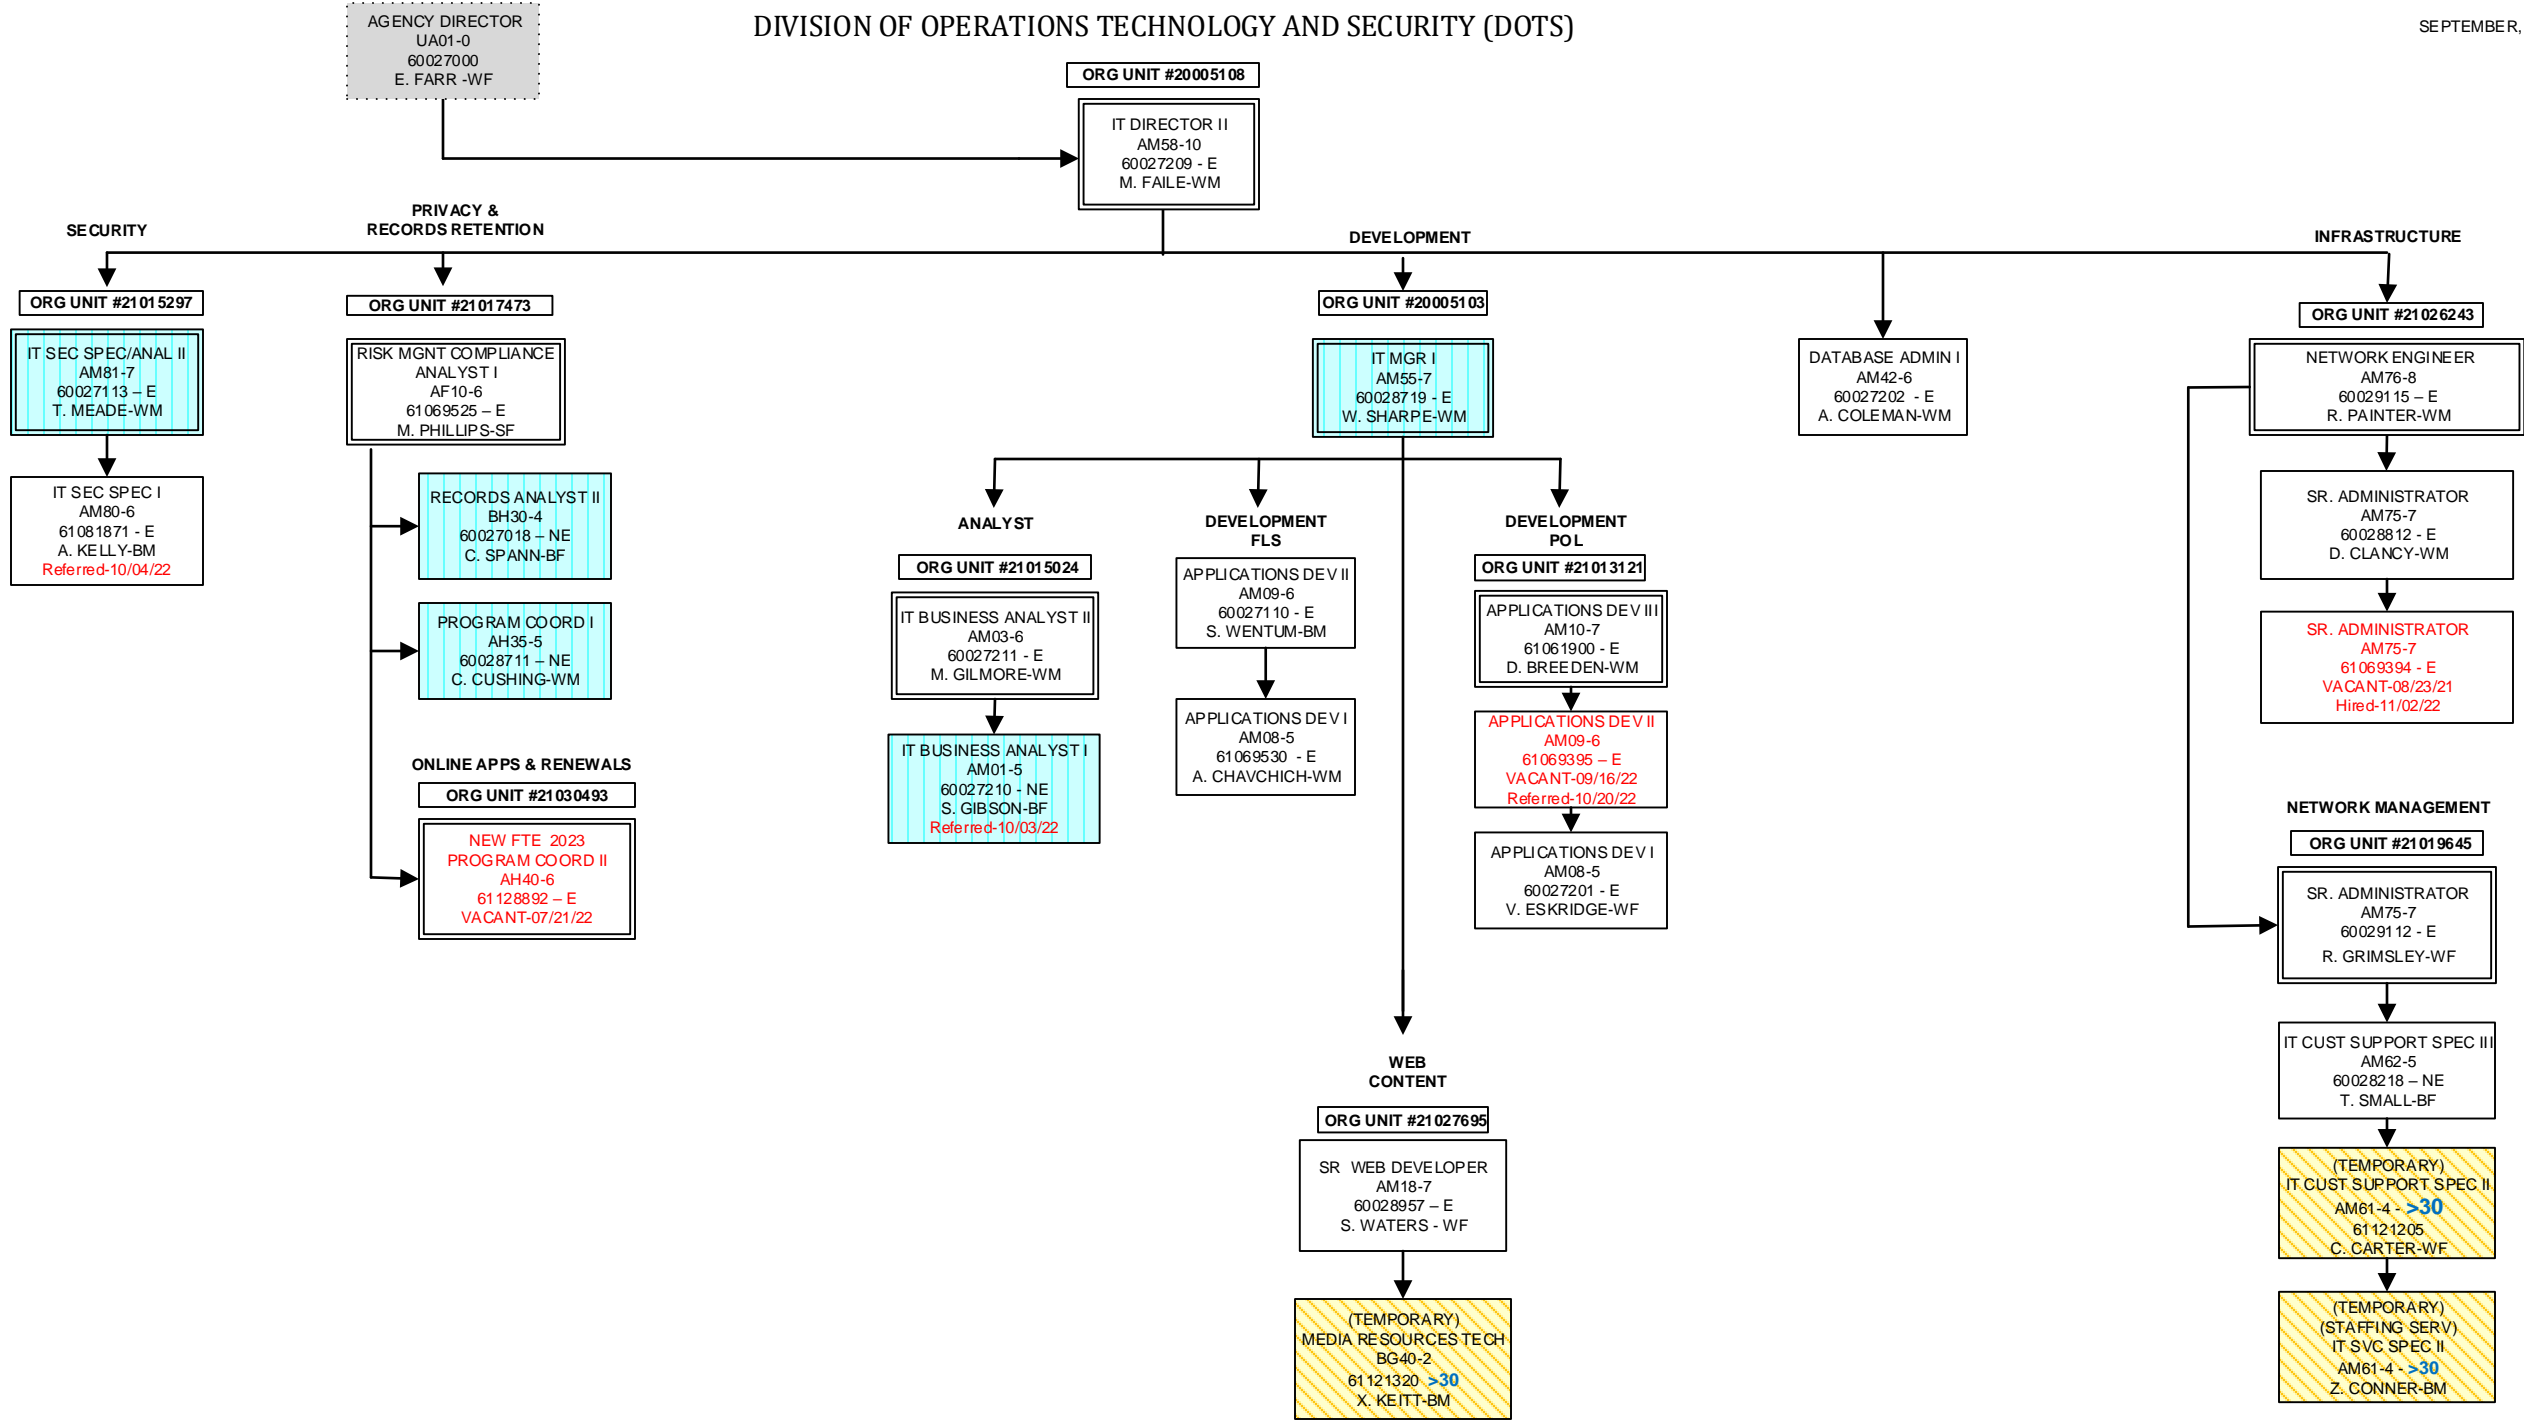 AGENCY DIRECTOR
UA01-0
60027000
E. FARR -WF
DIVISION OF OPERATIONS TECHNOLOGY AND SECURITY (DOTS)
SEPTEMBER,
ORG UNIT #20005108
IT DIRECTOR II
AM58-10
60027209 - E
M. FAILE-WM
SECURITY
ORG UNIT #21015297
IT SEC SPEC/ANAL II
AM81-7
60027113 – E
T. MEADE-WM
IT SEC SPEC I
AM80-6
61081871 - E
A. KELLY-BM
Referred-10/04/22
PRIVACY &
RECORDS RETENTION
ORG UNIT #21017473
RISK MGNT COMPLIANCE
ANALYST I
AF10-6
61069525 – E
M. PHILLIPS-SF
RECORDS ANALYST II
BH30-4
60027018 – NE
C. SPANN-BF
PROGRAM COORD I
AH35-5
60028711 – NE
C. CUSHING-WM
ONLINE APPS & RENEWALS
ORG UNIT #21030493
NEW FTE 2023
PROGRAM COORD II
AH40-6
61128892 – E
VACANT-07/21/22
DEVELOPMENT
ORG UNIT #20005103
IT MGR I
AM55-7
60028719 - E
W. SHARPE-WM
ANALYST
ORG UNIT #21015024
IT BUSINESS ANALYST II
AM03-6
60027211 - E
M. GILMORE-WM
IT BUSINESS ANALYST I
AM01-5
60027210 - NE
S. GIBSON-BF
Referred-10/03/22
DEVELOPMENT
FLS
APPLICATIONS DEV II
AM09-6
60027110 - E
S. WENTUM-BM
APPLICATIONS DEV I
AM08-5
61069530 - E
A. CHAVCHICH-WM
DEVELOPMENT
POL
ORG UNIT #21013121
APPLICATIONS DEV III
AM10-7
61061900 - E
D. BREEDEN-WM
APPLICATIONS DEV II
AM09-6
61069395 – E
VACANT-09/16/22
Referred-10/20/22
APPLICATIONS DEV I
AM08-5
60027201 - E
V. ESKRIDGE-WF
WEB
CONTENT
ORG UNIT #21027695
SR WEB DEVELOPER
AM18-7
60028957 – E
S. WATERS - WF
(TEMPORARY)
MEDIA RESOURCES TECH
BG40-2
61121320 >30
X. KEITT-BM
DATABASE ADMIN I
AM42-6
60027202 - E
A. COLEMAN-WM
INFRASTRUCTURE
ORG UNIT #21026243
NETWORK ENGINEER
AM76-8
60029115 – E
R. PAINTER-WM
SR. ADMINISTRATOR
AM75-7
60028812 - E
D. CLANCY-WM
SR. ADMINISTRATOR
AM75-7
61069394 - E
VACANT-08/23/21
Hired-11/02/22
NETWORK MANAGEMENT
ORG UNIT #21019645
SR. ADMINISTRATOR
AM75-7
60029112 - E
R. GRIMSLEY-WF
IT CUST SUPPORT SPEC III
AM62-5
60028218 – NE
T. SMALL-BF
(TEMPORARY)
IT CUST SUPPORT SPEC II
AM61-4 - >30
61121205
C. CARTER-WF
(TEMPORARY)
(STAFFING SERV)
IT SVC SPEC II
AM61-4 - >30
Z. CONNER-BM